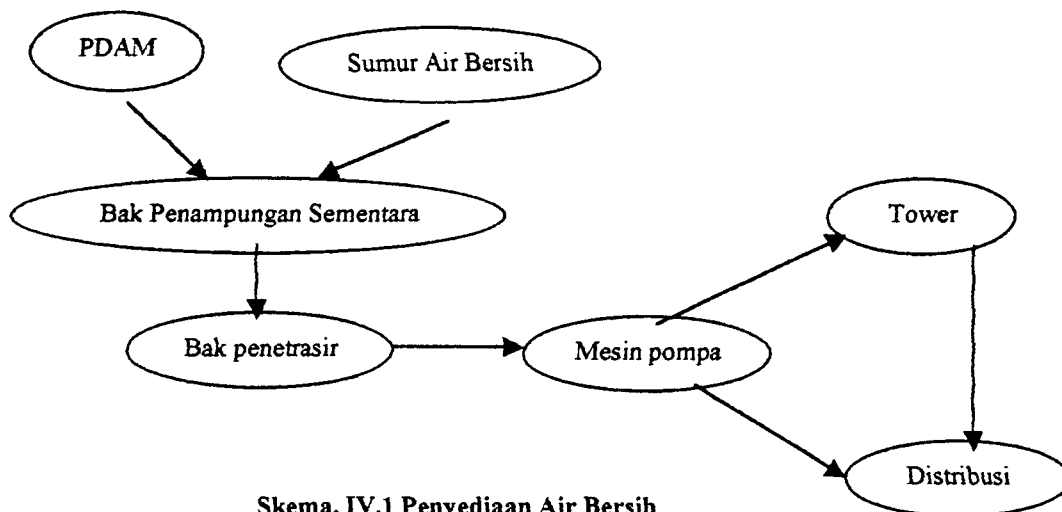 PDAM
Sumur Air Bersih
Bak Penampungan Sementara
Tower
Bak penetrasir
Mesin pompa
Distribusi
Skema. IV.1 Penyediaan Air Bersih